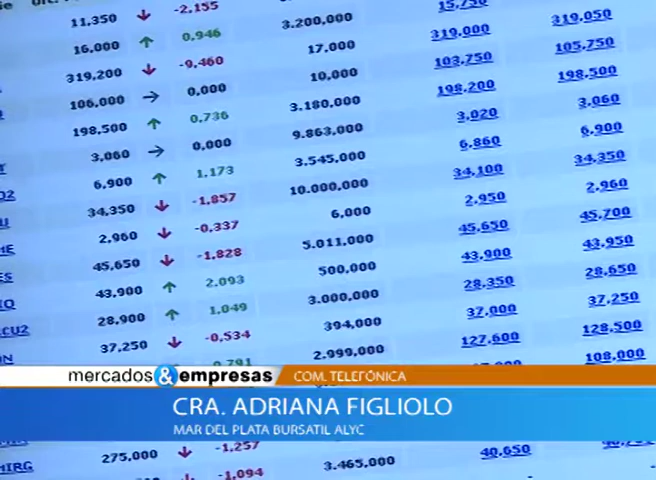 11,350 -2,155 3.200,000 15,750
16,000 0,946 17,000 319,000 319,050
319,200 -9,460 10,000 103,750 105,750
106,000 0,000 3.180,000 198,200 198,500
198,500 0,736 9.863,000 3,020 3,060
3,060 0,000 3.545,000 6,860 6,900
6,900 1,173 10.000,000 34,100 34,350
34,350 -1,857 6,000 2,950 2,960
2,960 -0,337 5.011,000 45,650 45,700
45,650 -1,828 500,000 43,900 43,950
43,900 2,093 3.000,000 28,350 28,650
28,900 1,049 394,000 37,000 37,250
37,250 -0,534 2.999,000 127,600 128,500
0,791 108,000
mercados&empresas COM. TELEFÓNICA
CRA. ADRIANA FIGLIOLO
MAR DEL PLATA BURSATIL ALYC
275,000 -1,257 3.465,000 40,650
-1,094